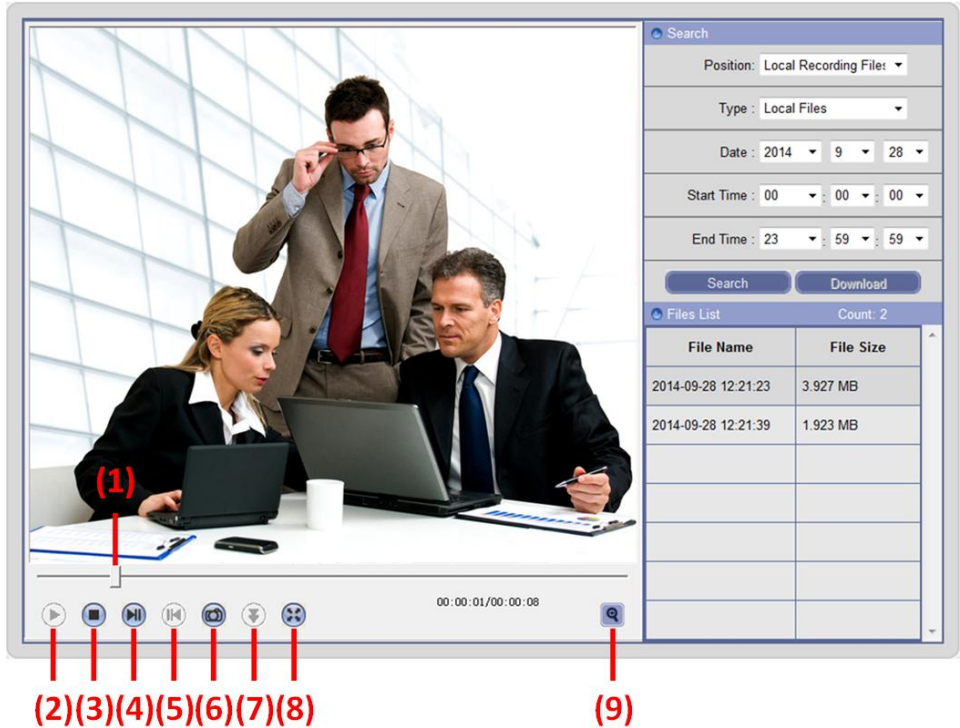 Search
Position: Local Recording Files
Type : Local Files
Date : 2014 9 28
Start Time : 00 : 00 : 00
End Time : 23 : 59 : 59
Search Download
Files List Count: 2
File Name File Size
2014-09-28 12:21:23 3.927 MB
2014-09-28 12:21:39 1.923 MB
(1)
00:00:01/00:00:08
(2)(3)(4)(5)(6)(7)(8) (9)